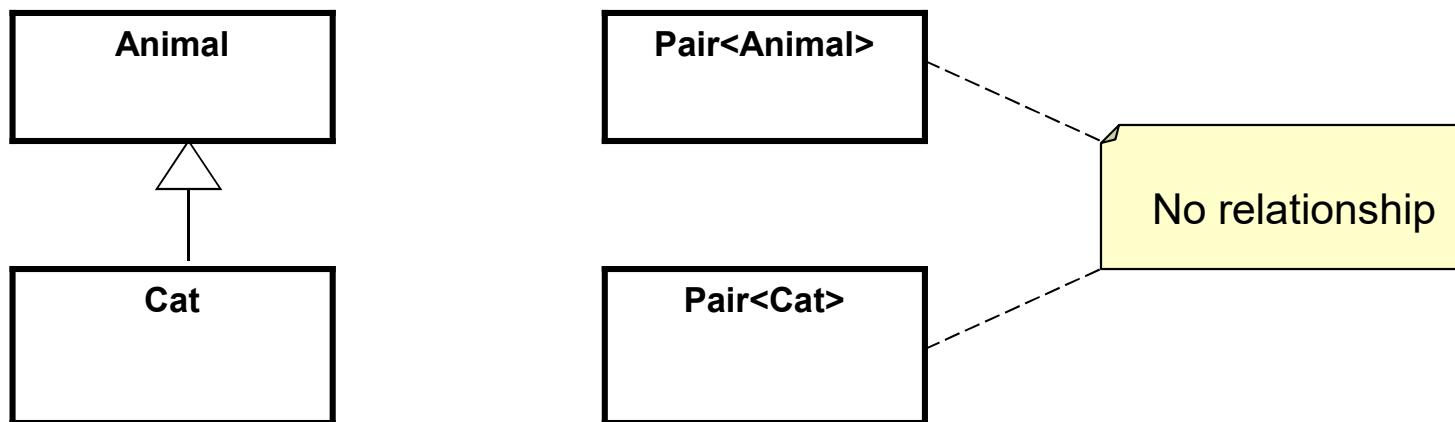 Animal
Pair<Animal>
No relationship
Cat
Pair<Cat>